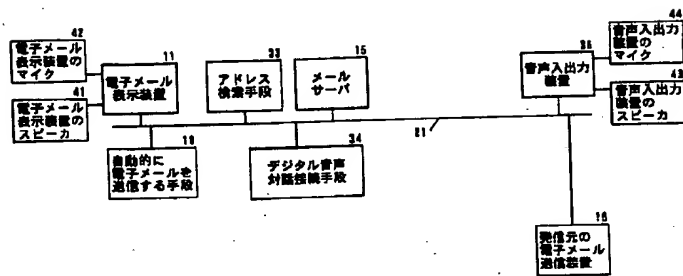 42
電子メール
表示装置の
マイク
41
電子メール
表示装置の
スピーカ
11
電子メール
表示装置
33
アドレス
検索手段
15
メール
サーバ
35
音声入出力
装置
44
音声入出力
装置の
マイク
43
音声入出力
装置の
スピーカ
21
自動的に
電子メールを
送信する手段
34
デジタル音声
対話接続手段
16
発信元の
電子メール
送信装置